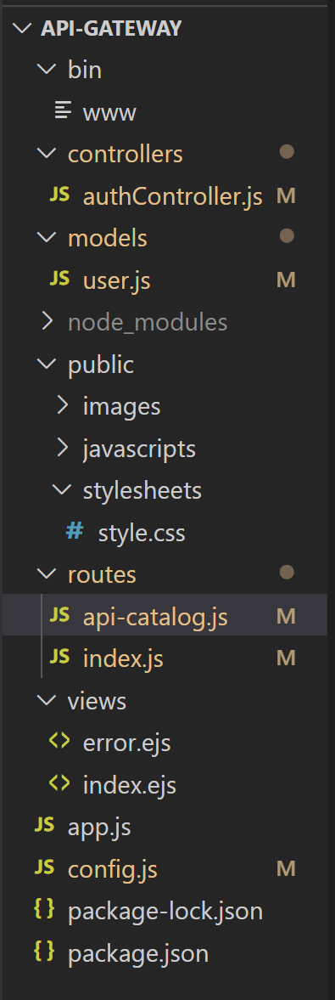 API-GATEWAY
bin
www
controllers
JS authController.js M
models
JS user.js M
node_modules
public
images
javascripts
stylesheets
# style.css
routes
JS api-catalog.js M
JS index.js M
views
<> error.ejs
<> index.ejs
JS app.js
JS config.js M
{} package-lock.json
{} package.json